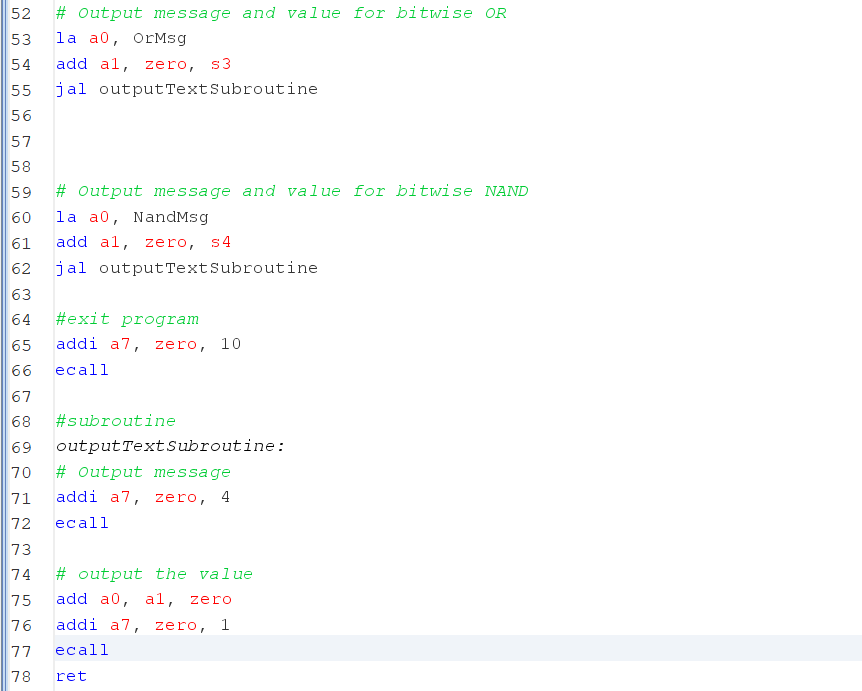 52 # Output message and value for bitwise OR
53 la a0, OrMsg
54 add a1, zero, s3
55 jal outputTextSubroutine
56
57
58
59 # Output message and value for bitwise NAND
60 la a0, NandMsg
61 add a1, zero, s4
62 jal outputTextSubroutine
63
64 #exit program
65 addi a7, zero, 10
66 ecall
67
68 #subroutine
69 outputTextSubroutine:
70 # Output message
71 addi a7, zero, 4
72 ecall
73
74 # output the value
75 add a0, a1, zero
76 addi a7, zero, 1
77 ecall
78 ret